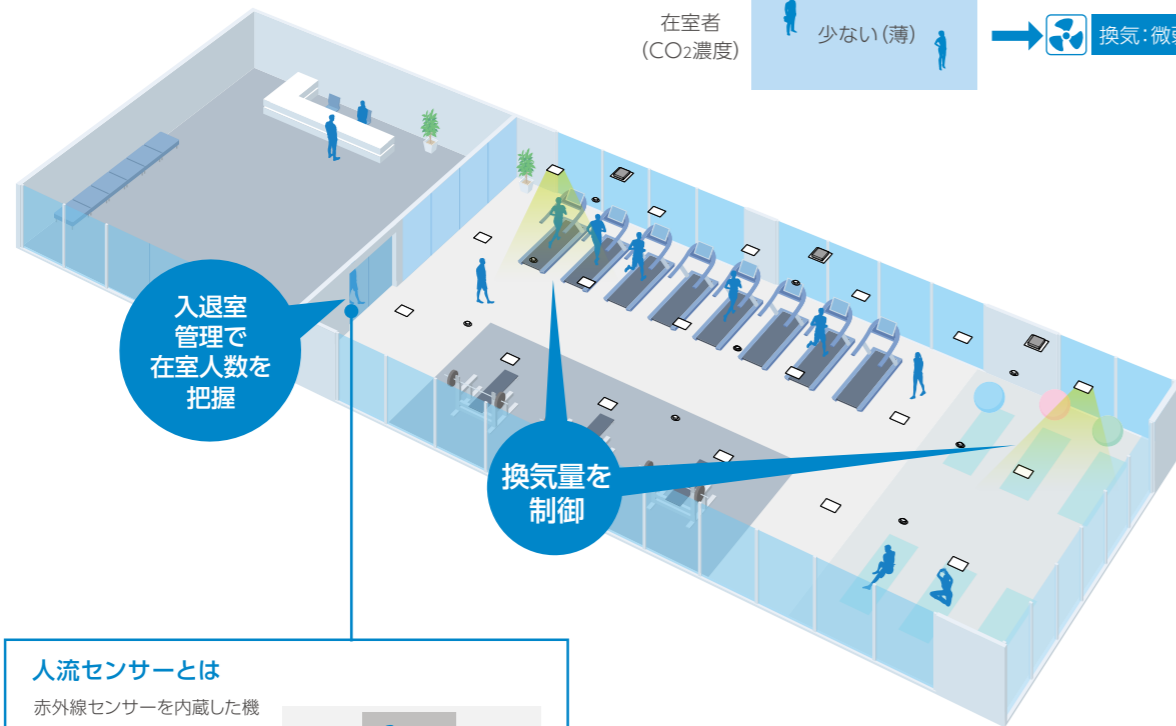 在室者
(CO2濃度)
少ない(薄)
換気:微弱
入退室
管理で
在室人数を
把握
換気量を
制御
人流センサーとは
赤外線センサーを内蔵した機